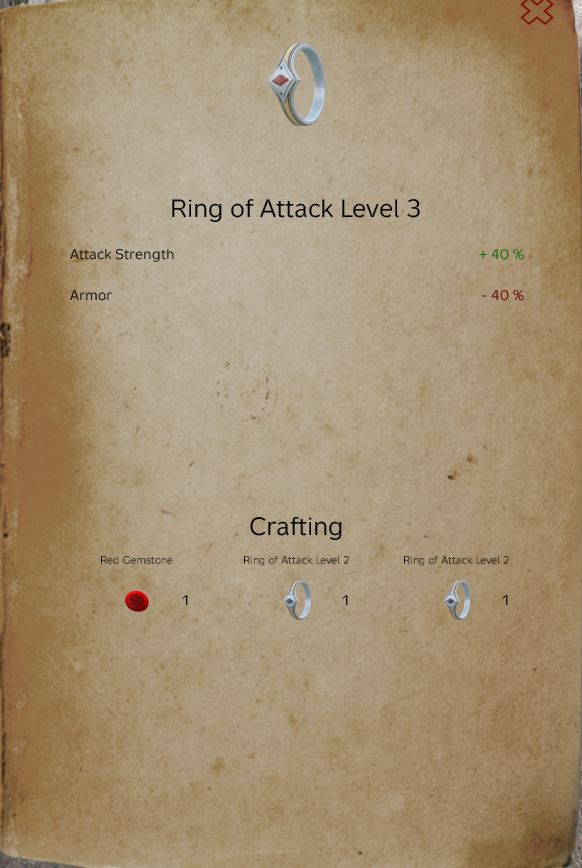 Ring of Attack Level 3
Attack Strength + 40 %
Armor - 40 %
Crafting
Red Gemstone Ring of Attack Level 2 Ring of Attack Level 2
1 1 1